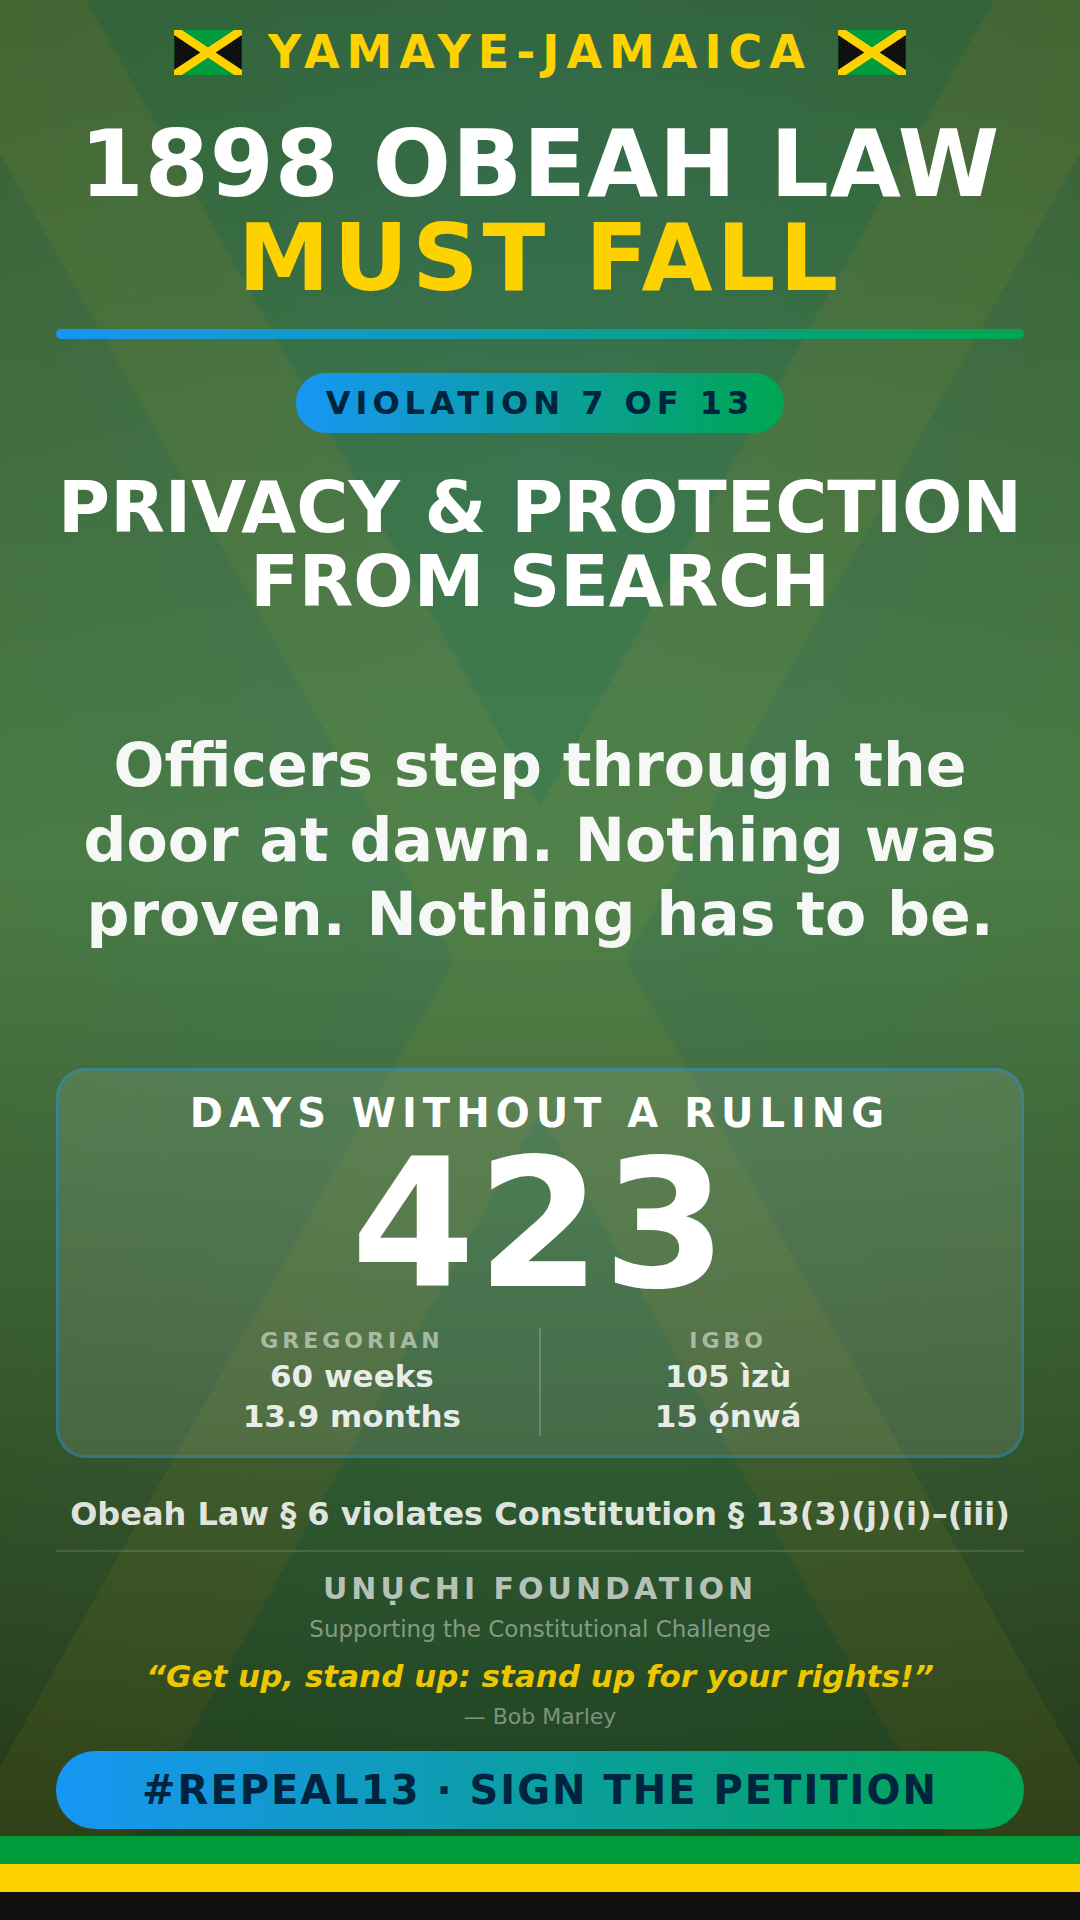 YAMAYE-JAMAICA
1898 OBEAH LAW
MUST FALL
VIOLATION 7 OF 13
PRIVACY & PROTECTION
FROM SEARCH
Officers step through the
door at dawn. Nothing was
proven. Nothing has to be.
DAYS WITHOUT A RULING
423
GREGORIAN
60 weeks
13.9 months
IGBO
105 ìzù
15 ọ́nwá
Obeah Law § 6 violates Constitution § 13(3)(j)(i)–(iii)
UNỤCHI FOUNDATION
Supporting the Constitutional Challenge
“Get up, stand up: stand up for your rights!”
— Bob Marley
#REPEAL13 · SIGN THE PETITION